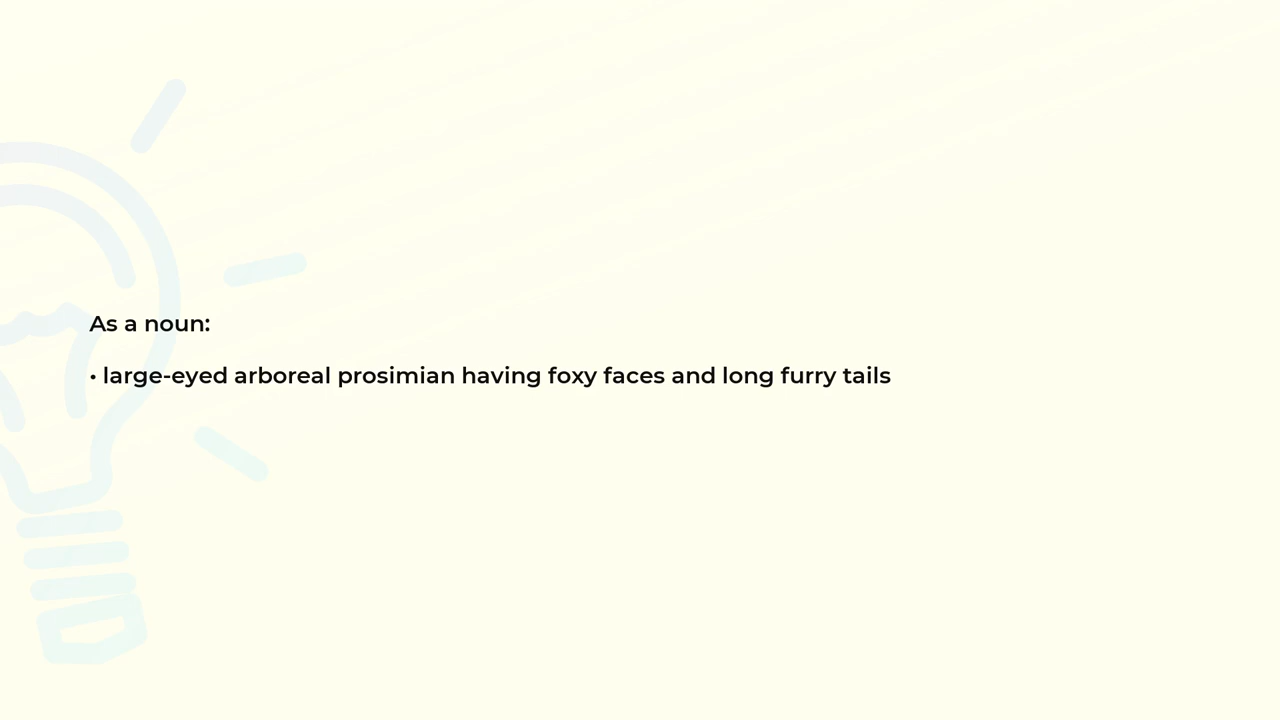 As a noun:
• large-eyed arboreal prosimian having foxy faces and long furry tails